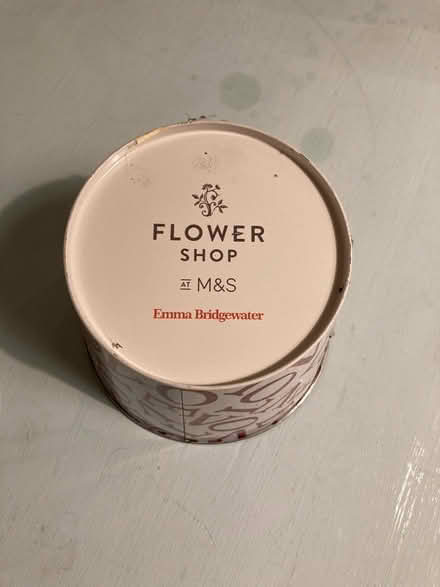 FLOWER
SHOP
AT M&S
Emma Bridgewater